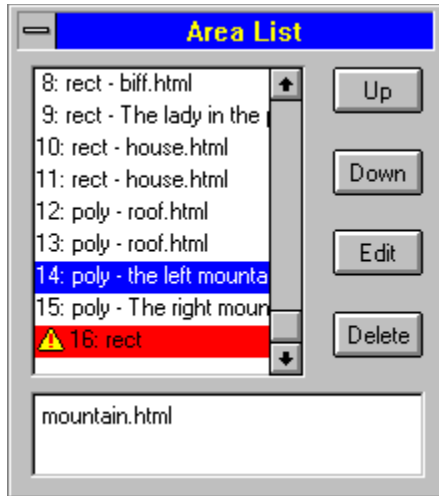 Area List
8: rect - biff.html
9: rect - The lady in the
10: rect - house.html
11: rect - house.html
12: poly - roof.html
13: poly - roof.html
14: poly - the left mounta
15: poly - The right moun
16: rect
Up
Down
Edit
Delete
mountain.html